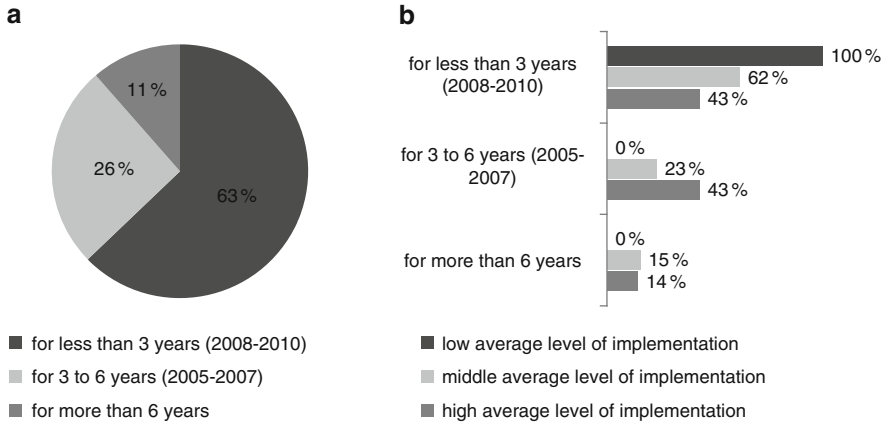 a
11 %
26 %
63 %
for less than 3 years (2008-2010)
for 3 to 6 years (2005-2007)
for more than 6 years
b
for less than 3 years
(2008-2010)
100 %
62 %
43 %
for 3 to 6 years (2005-
2007)
0 %
23 %
43 %
for more than 6 years
0 %
15 %
14 %
low average level of implementation
middle average level of implementation
high average level of implementation